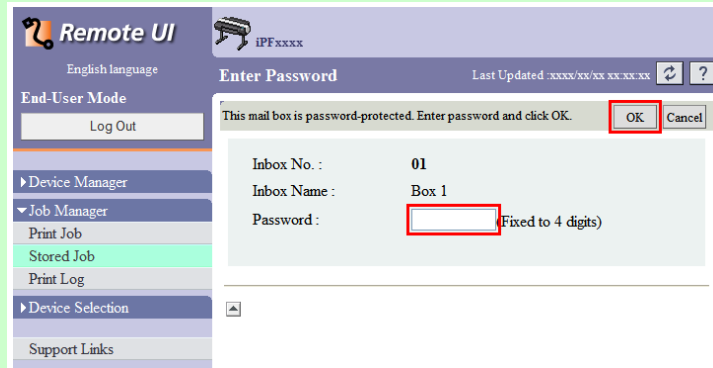 Remote UI
English language
End-User Mode
Log Out
▶Device Manager
▼Job Manager
Print Job
Stored Job
Print Log
▶Device Selection
Support Links
iPFxxxx
Enter Password
Last Updated :xxxx/xx/xx xx:xx:xx
?
This mail box is password-protected. Enter password and click OK.
OK
Cancel
Inbox No. : 01
Inbox Name : Box 1
Password : (Fixed to 4 digits)